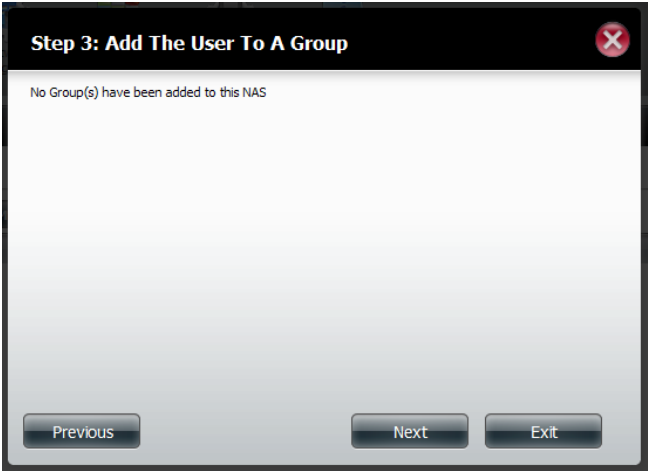 Step 3: Add The User To A Group
No Group(s) have been added to this NAS
Previous
Next
Exit